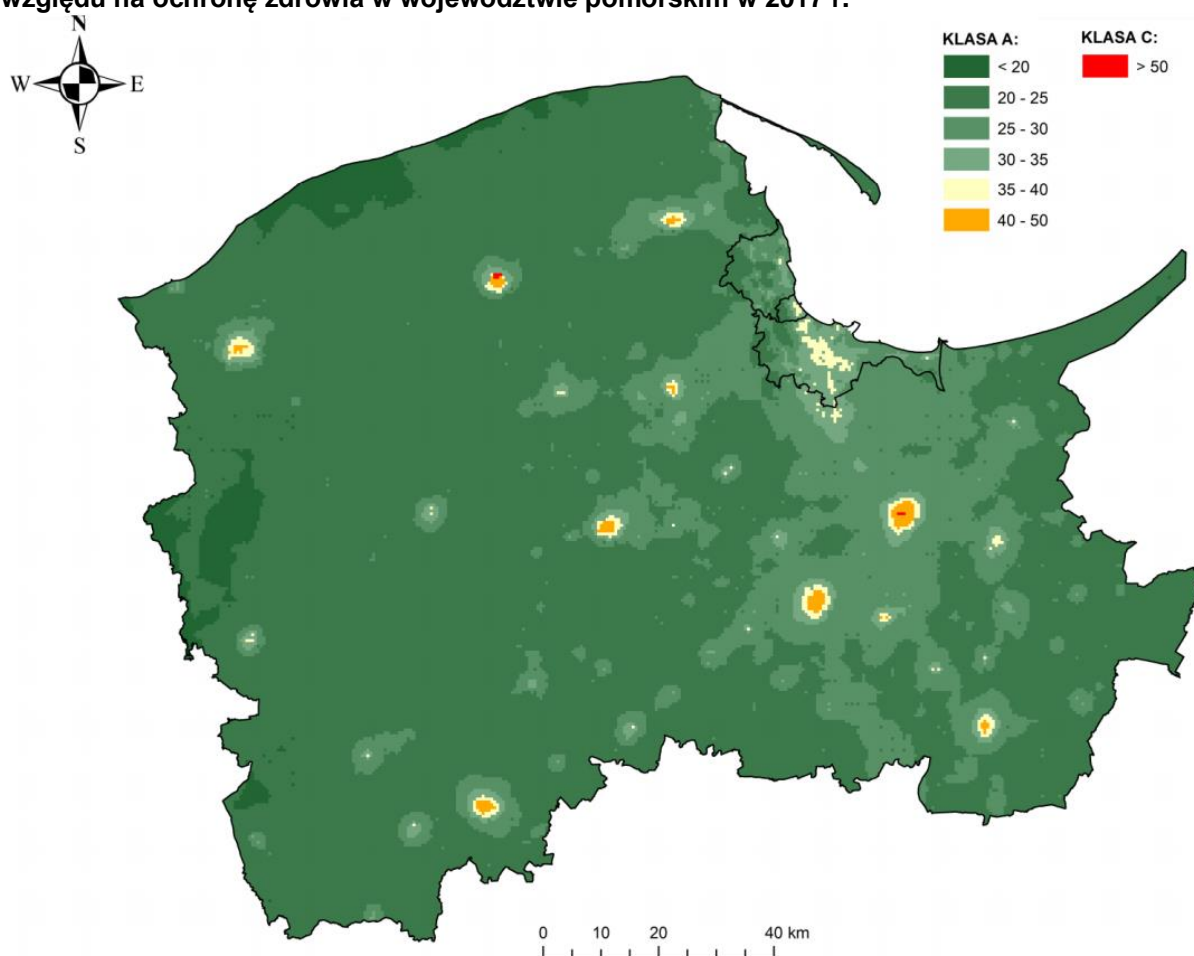 względu na ochronę zdrowia w województwie pomorskim w 2017 r.
N
W E
S
KLASA A:
< 20
20 - 25
25 - 30
30 - 35
35 - 40
40 - 50
KLASA C:
> 50
0 10 20 40 km